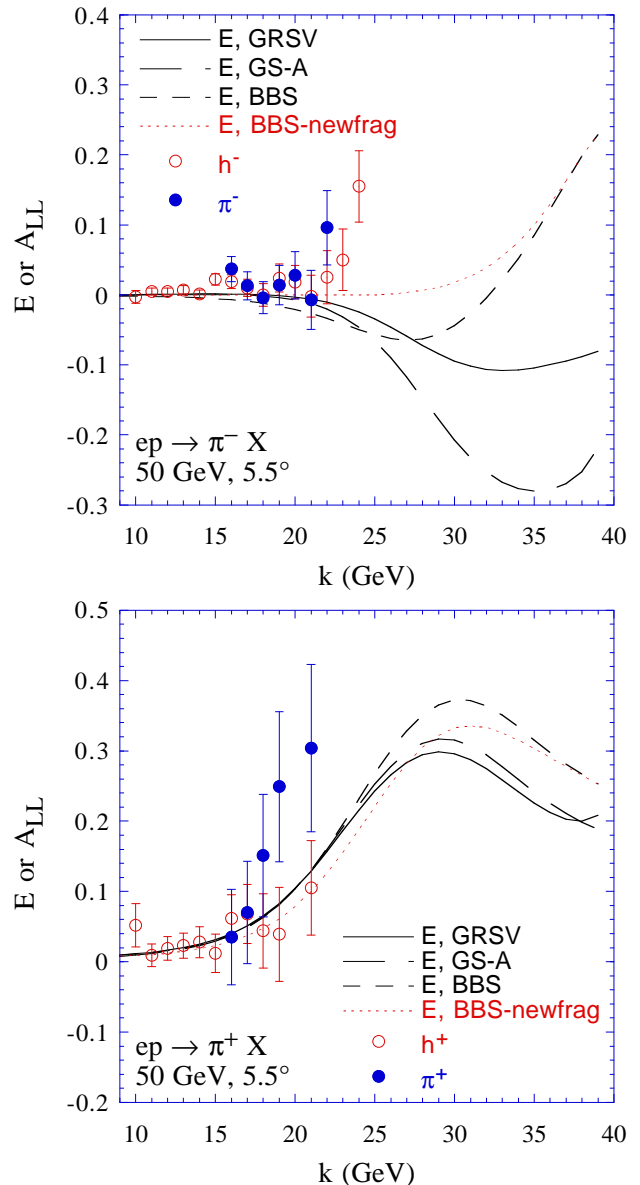 0.4
0.3
0.2
0.1
0
-0.1
-0.2
-0.3
E or A_LL
E, GRSV
E, GS-A
E, BBS
E, BBS-newfrag
h⁻
π⁻
ep → π⁻ X
50 GeV, 5.5°
10 15 20 25 30 35 40
k (GeV)
0.5
0.4
0.3
0.2
0.1
0
-0.1
-0.2
E or A_LL
E, GRSV
E, GS-A
E, BBS
E, BBS-newfrag
h⁺
π⁺
ep → π⁺ X
50 GeV, 5.5°
10 15 20 25 30 35 40
k (GeV)